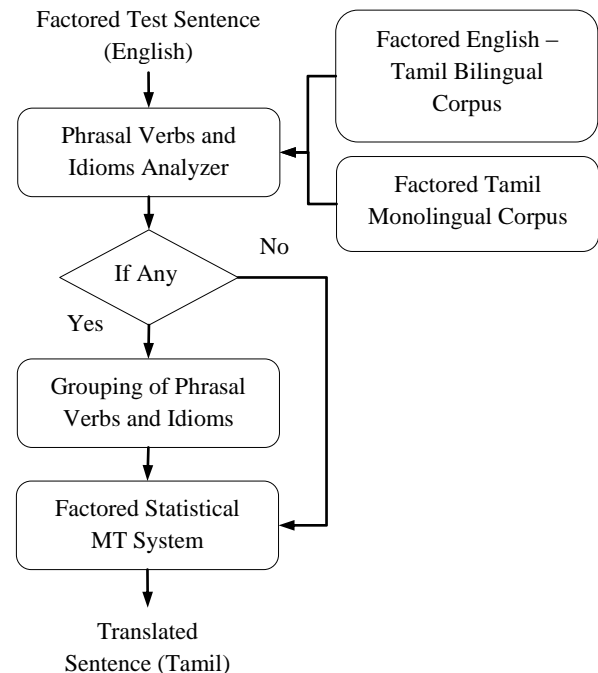 Factored Test Sentence
(English)
Factored English –
Tamil Bilingual
Corpus
Phrasal Verbs and
Idioms Analyzer
Factored Tamil
Monolingual Corpus
No
If Any
Yes
Grouping of Phrasal
Verbs and Idioms
Factored Statistical
MT System
Translated
Sentence (Tamil)